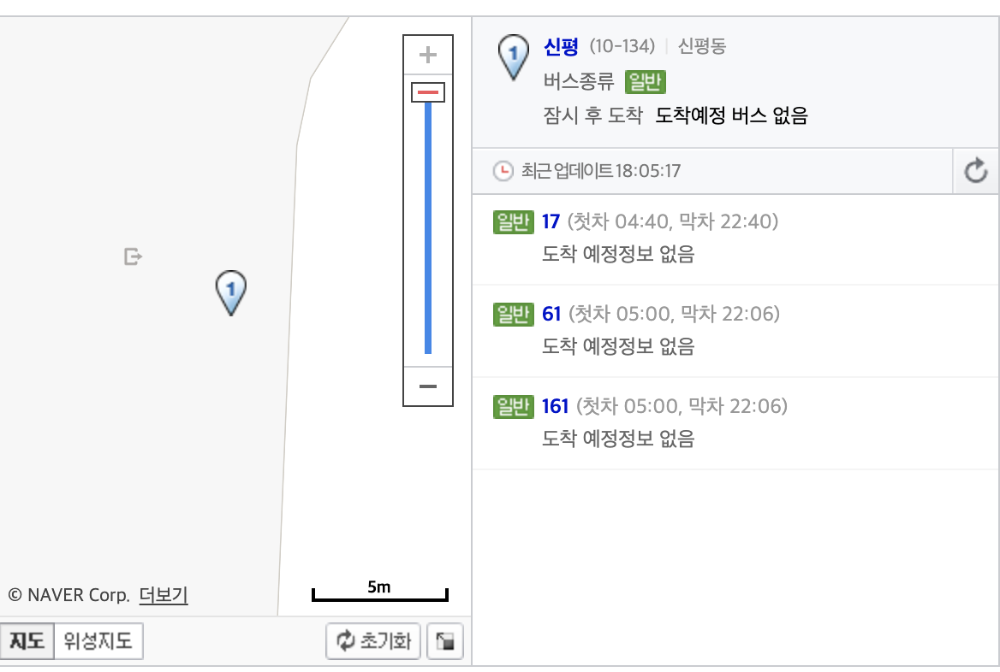 1
신평 (10-134) 신평동
버스종류 일반
잠시 후 도착 도착예정 버스 없음
최근 업데이트 18:05:17
일반 17 (첫차 04:40, 막차 22:40)
도착 예정정보 없음
일반 61 (첫차 05:00, 막차 22:06)
도착 예정정보 없음
일반 161 (첫차 05:00, 막차 22:06)
도착 예정정보 없음
1
5m
© NAVER Corp. 더보기
지도 위성지도 초기화